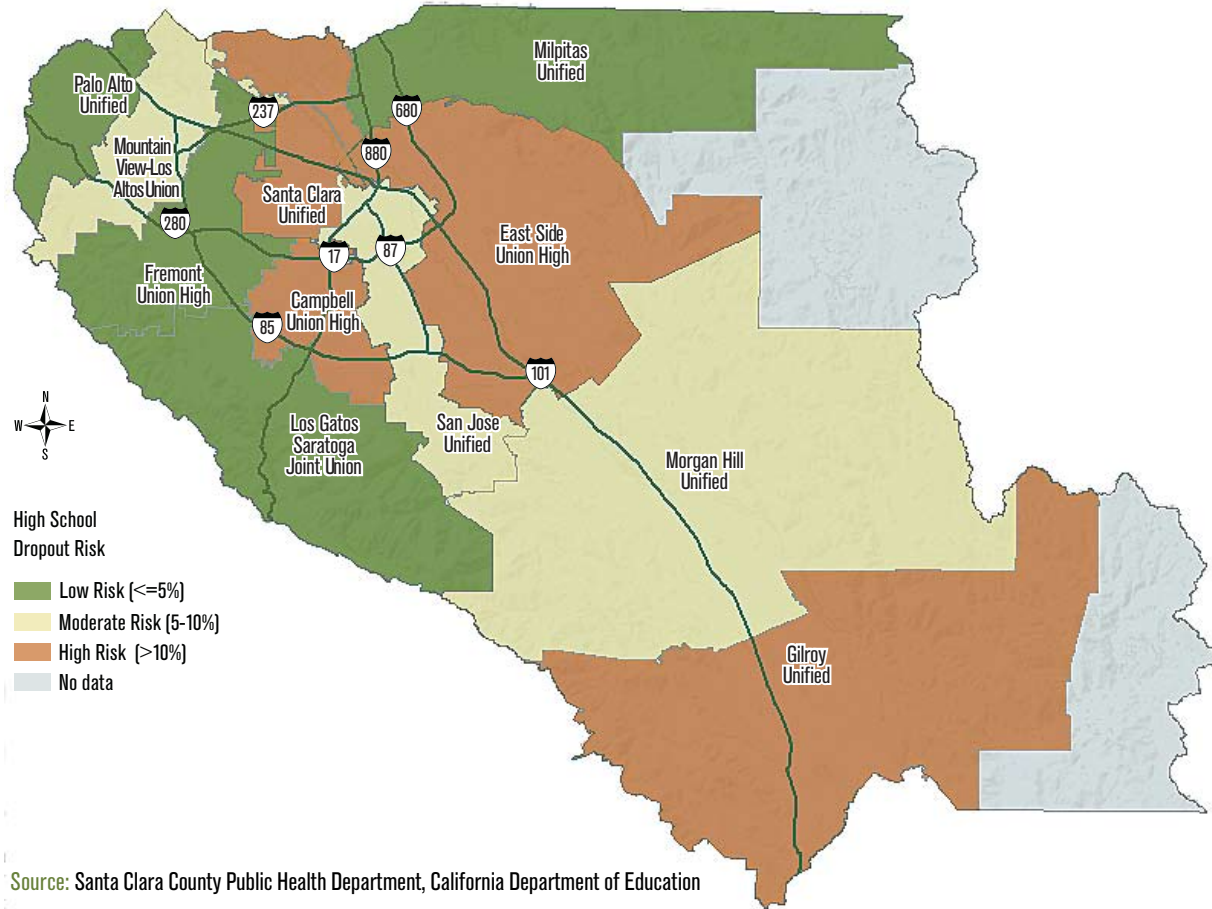 Milpitas
Unified
Palo Alto
Unified
237
680
880
Mountain
View-Los
Altos Union
Santa Clara
Unified
280
East Side
Union High
17
87
Fremont
Union High
Campbell
Union High
85
101
N
W
E
S
Los Gatos
Saratoga
Joint Union
San Jose
Unified
Morgan Hill
Unified
High School
Dropout Risk
Low Risk (<=5%)
Moderate Risk (5-10%)
High Risk (>10%)
No data
Gilroy
Unified
Source: Santa Clara County Public Health Department, California Department of Education